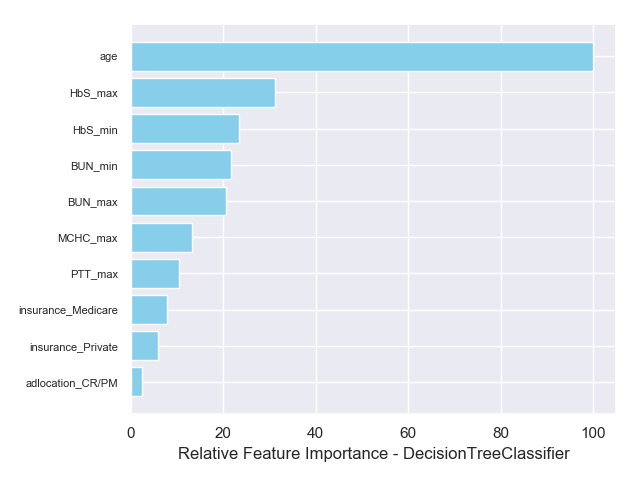 age
HbS_max
HbS_min
BUN_min
BUN_max
MCHC_max
PTT_max
insurance_Medicare
insurance_Private
adlocation_CR/PM
0 20 40 60 80 100
Relative Feature Importance - DecisionTreeClassifier